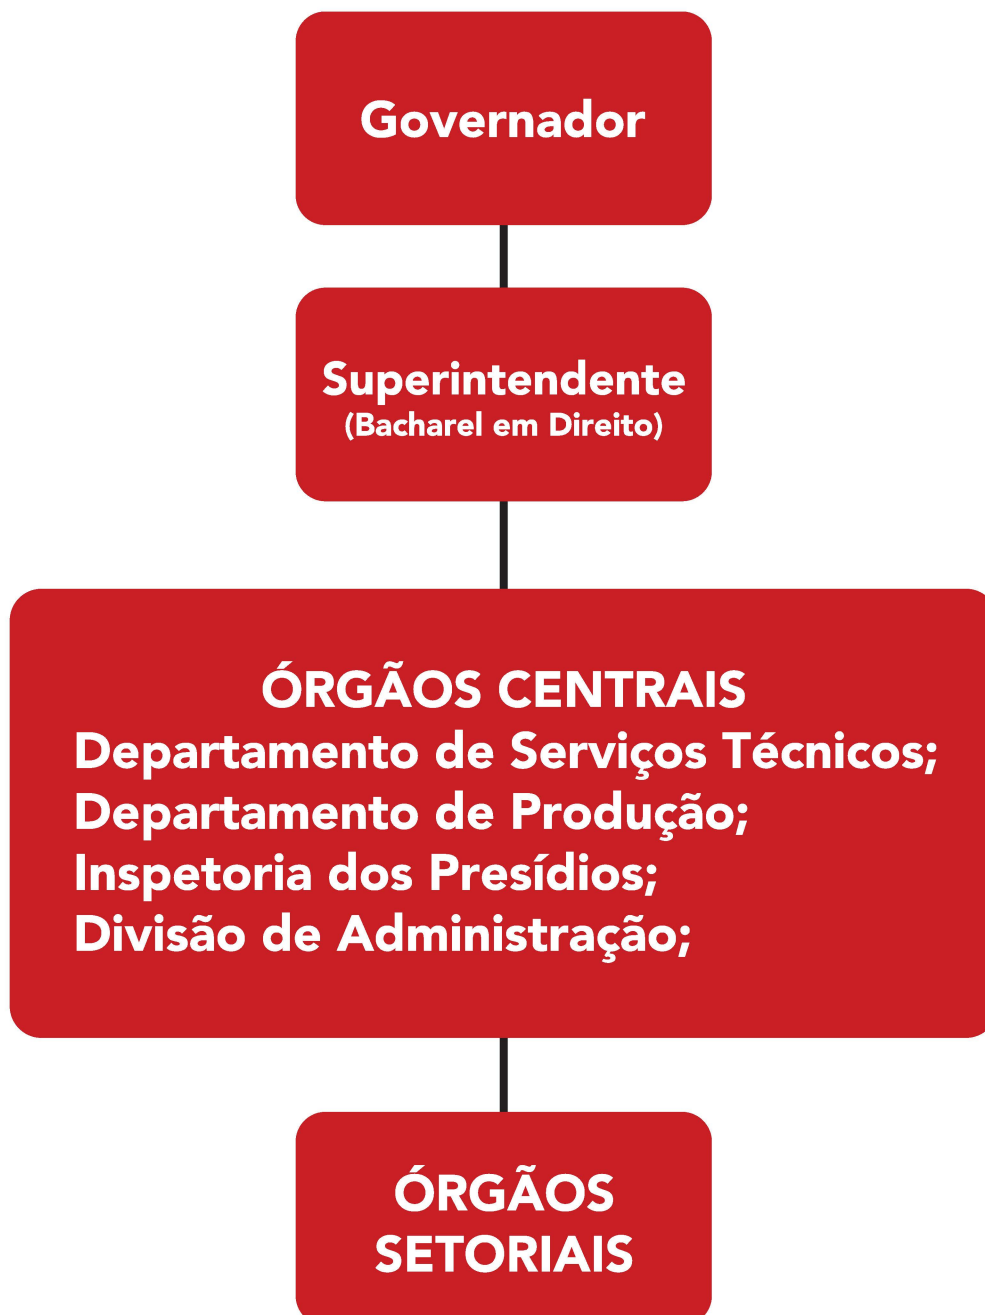 Governador
Superintendente
(Bacharel em Direito)
ÓRGÃOS CENTRAIS
Departamento de Serviços Técnicos;
Departamento de Produção;
Inspetoria dos Presídios;
Divisão de Administração;
ÓRGÃOS
SETORIAIS